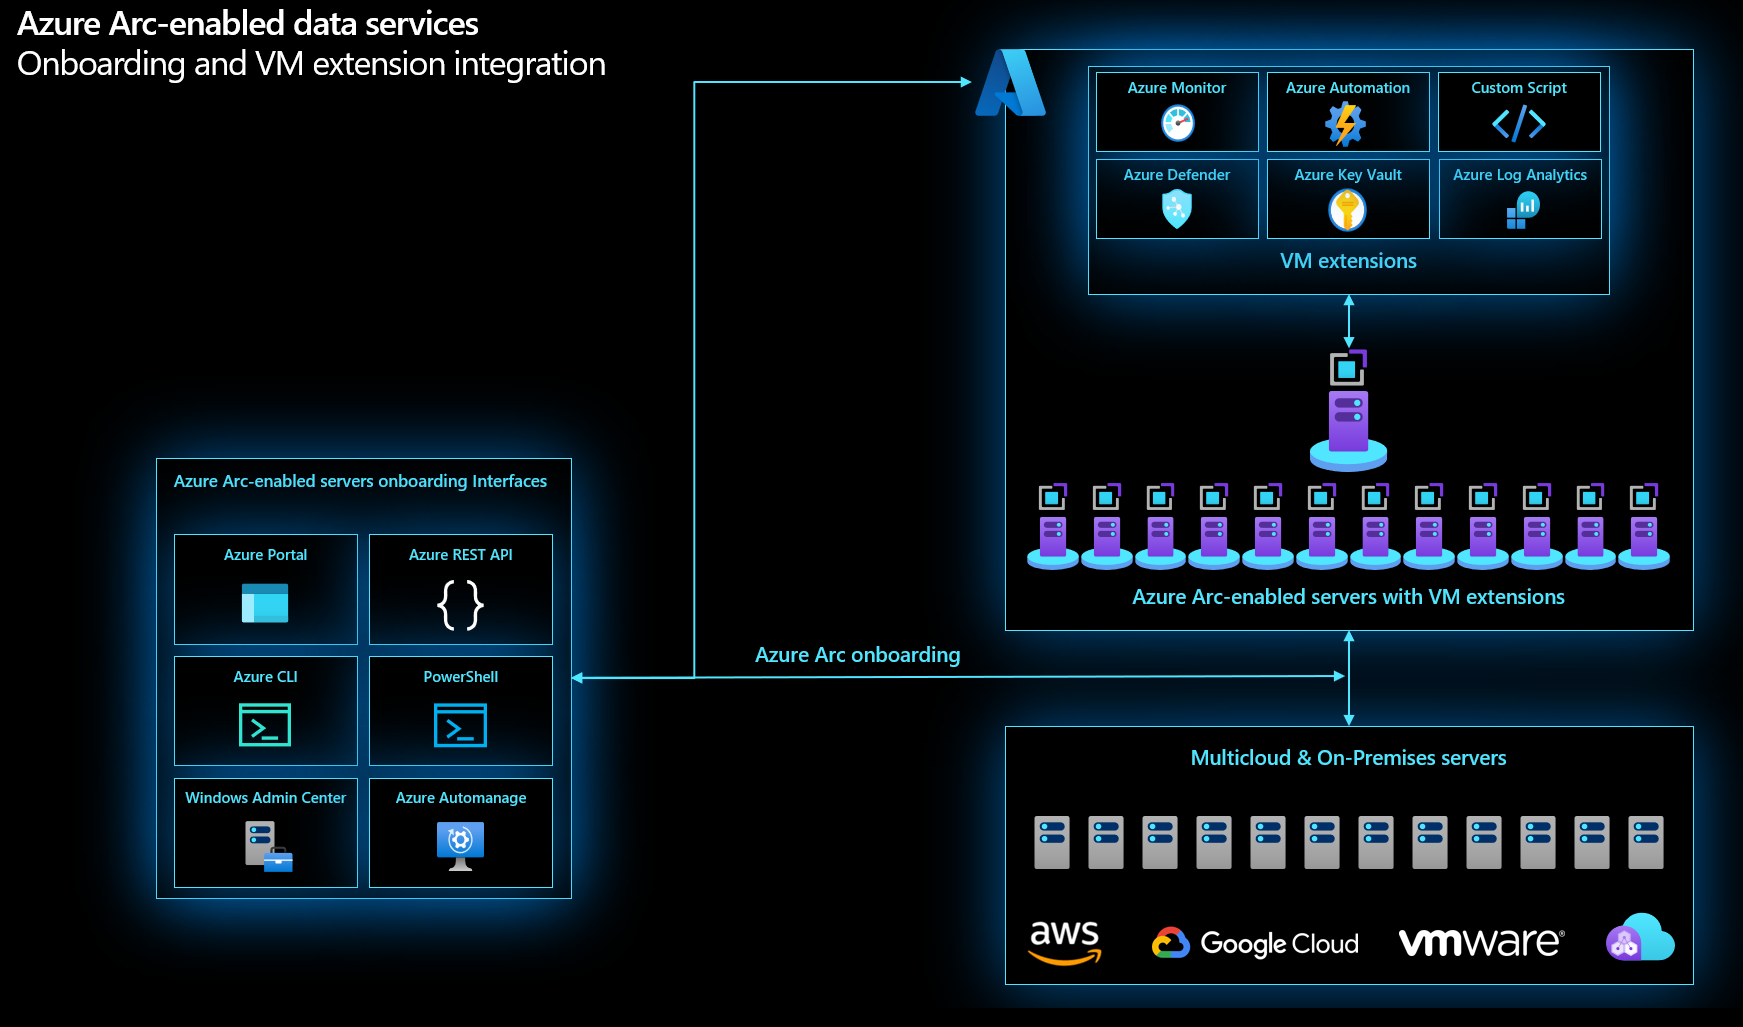 Azure Arc-enabled data services
Onboarding and VM extension integration
Azure Monitor
Azure Automation
Custom Script
Azure Defender
Azure Key Vault
Azure Log Analytics
VM extensions
Azure Arc-enabled servers with VM extensions
Azure Arc-enabled servers onboarding Interfaces
Azure Portal
Azure REST API
Azure CLI
PowerShell
Windows Admin Center
Azure Automanage
Azure Arc onboarding
Multicloud & On-Premises servers
aws
Google Cloud
vmware®